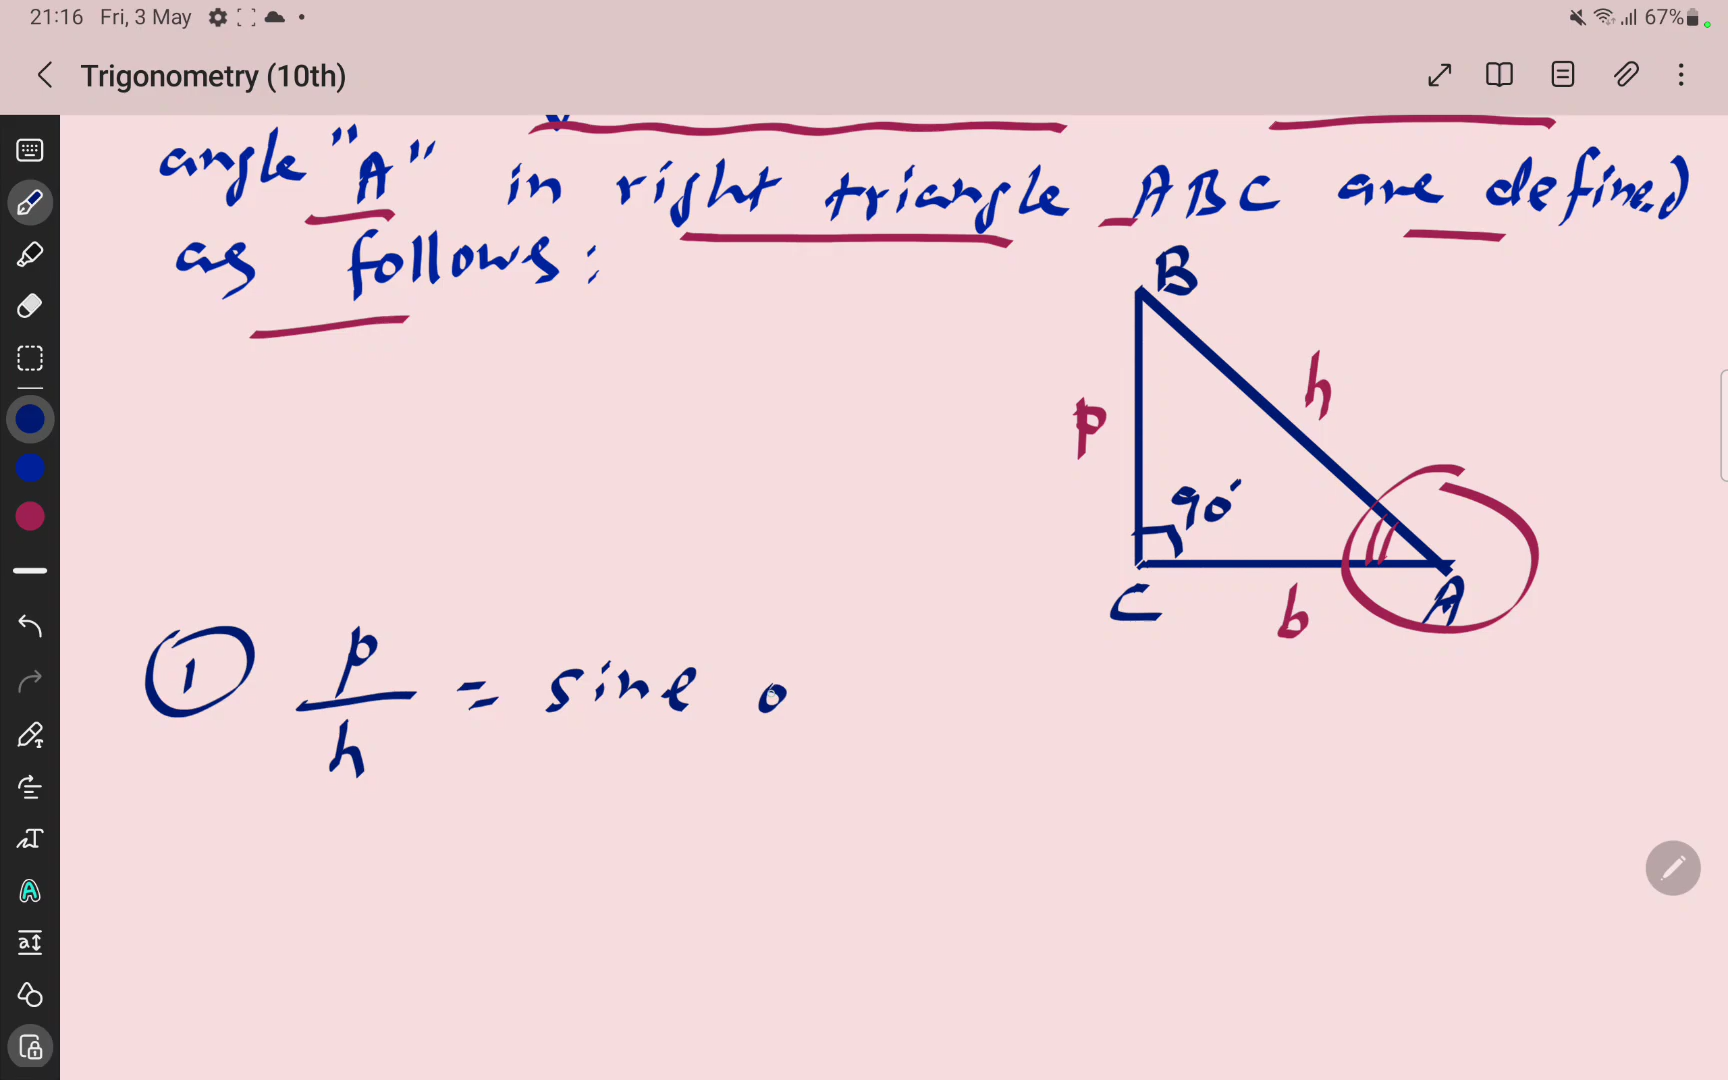 21:16 Fri, 3 May 67%
Trigonometry (10th)
angle "A" in right triangle ABC are defined
as follows:
B
h
p
90°
C
b
A
① p/h = sine o